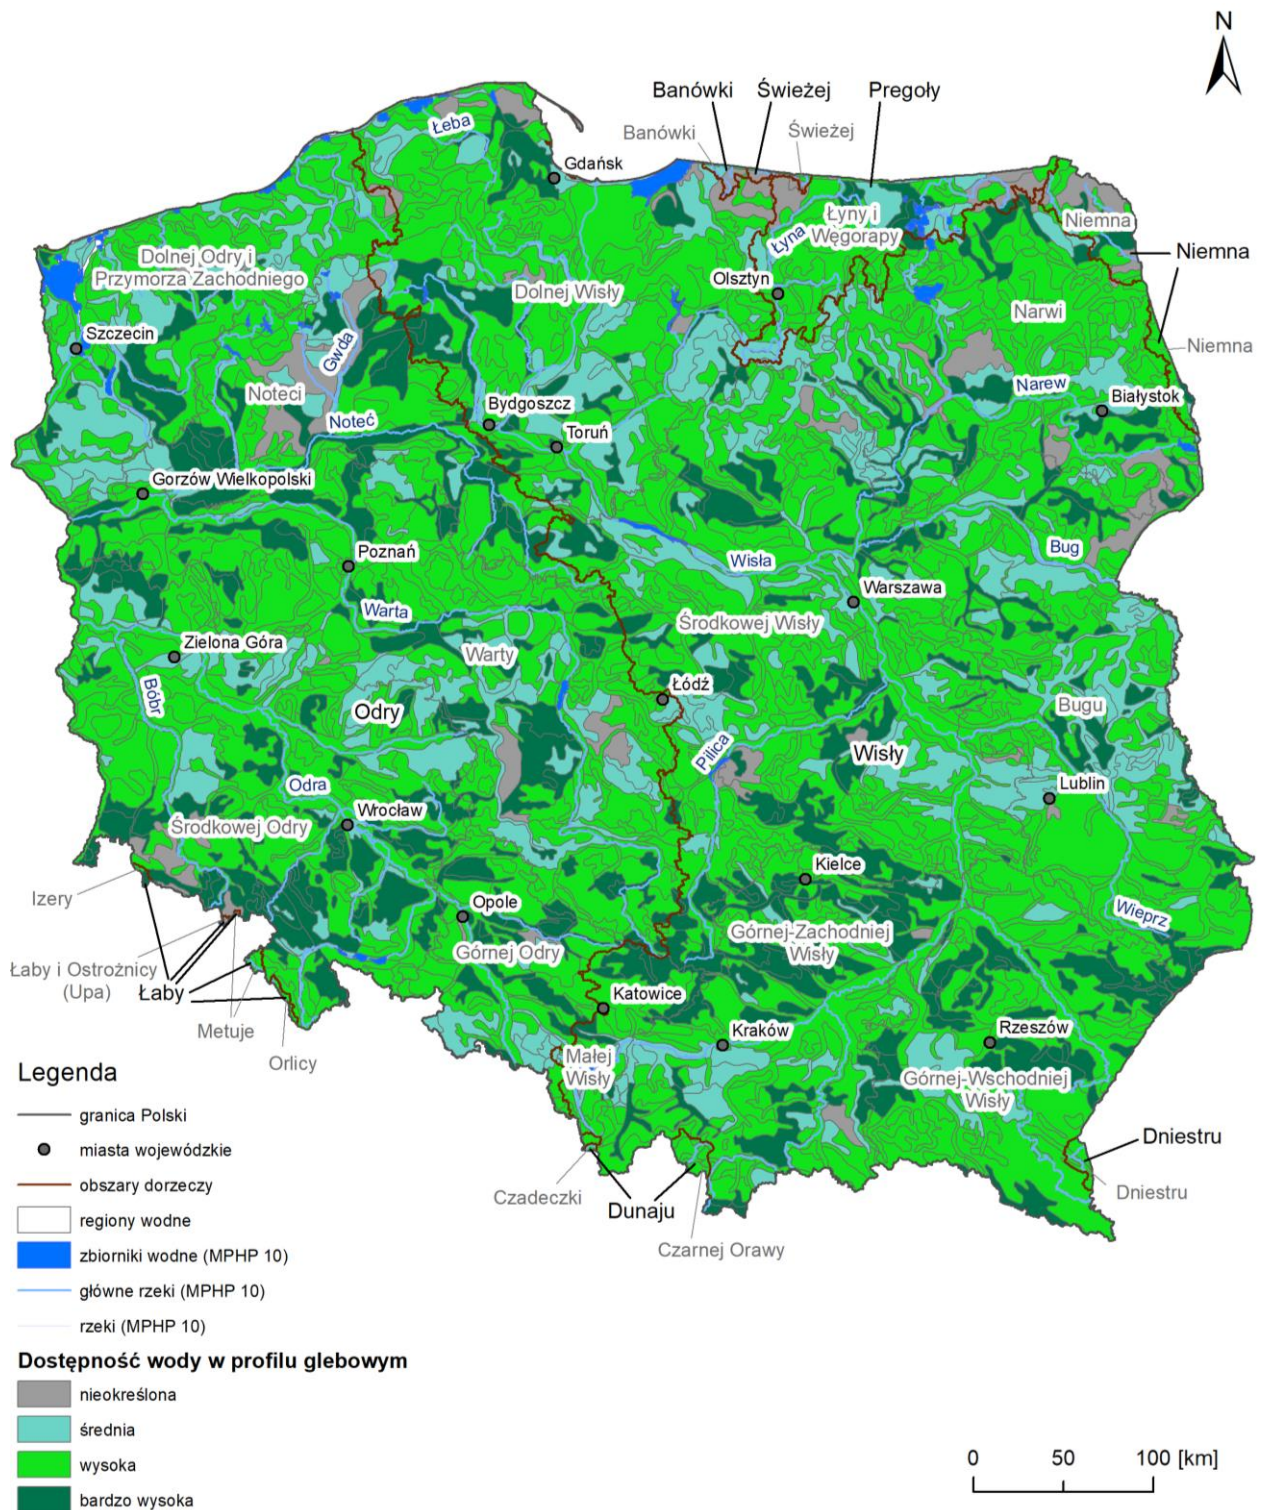 N
Banówki
Świeżej
Pregoły
Banówki
Świeżej
Łeba
Gdańsk
Łyny i
Węgorapy
Łyna
Niemna
Niemna
Dolnej Odry i
Przymorza Zachodniego
Olsztyn
Dolnej Wisły
Narwi
Szczecin
Gwda
Niemna
Noteci
Narew
Białystok
Bydgoszcz
Noteć
Toruń
Gorzów Wielkopolski
Poznań
Wisła
Bug
Warszawa
Warta
Środkowej Wisły
Zielona Góra
Warty
Bóbr
Łódź
Odry
Bugu
Pilica
Wisły
Odra
Lublin
Wrocław
Środkowej Odry
Kielce
Izery
Opole
Wieprz
Górnej-Zachodniej
Wisły
Górnej Odry
Łaby i Ostrożnicy
(Upa)
Łaby
Katowice
Metuje
Kraków
Rzeszów
Orlicy
Małej
Wisły
Górnej-Wschodniej
Wisły
Dniestru
Czadeczki
Dniestru
Dunaju
Czarnej Orawy
Legenda
granica Polski
miasta wojewódzkie
obszary dorzeczy
regiony wodne
zbiorniki wodne (MPHP 10)
główne rzeki (MPHP 10)
rzeki (MPHP 10)
Dostępność wody w profilu glebowym
nieokreślona
średnia
wysoka
bardzo wysoka
0 50 100 [km]